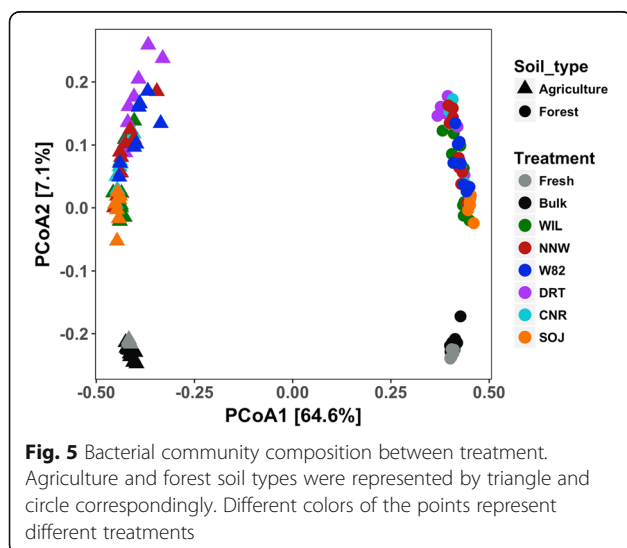 0.2
0.1
0.0
-0.1
-0.2
PCoA2 [7.1%]
-0.50
-0.25
0.00
0.25
0.50
PCoA1 [64.6%]
Soil_type
Agriculture
Forest
Treatment
Fresh
Bulk
WIL
NNW
W82
DRT
CNR
SOJ
Fig. 5 Bacterial community composition between treatment.
Agriculture and forest soil types were represented by triangle and
circle correspondingly. Different colors of the points represent
different treatments